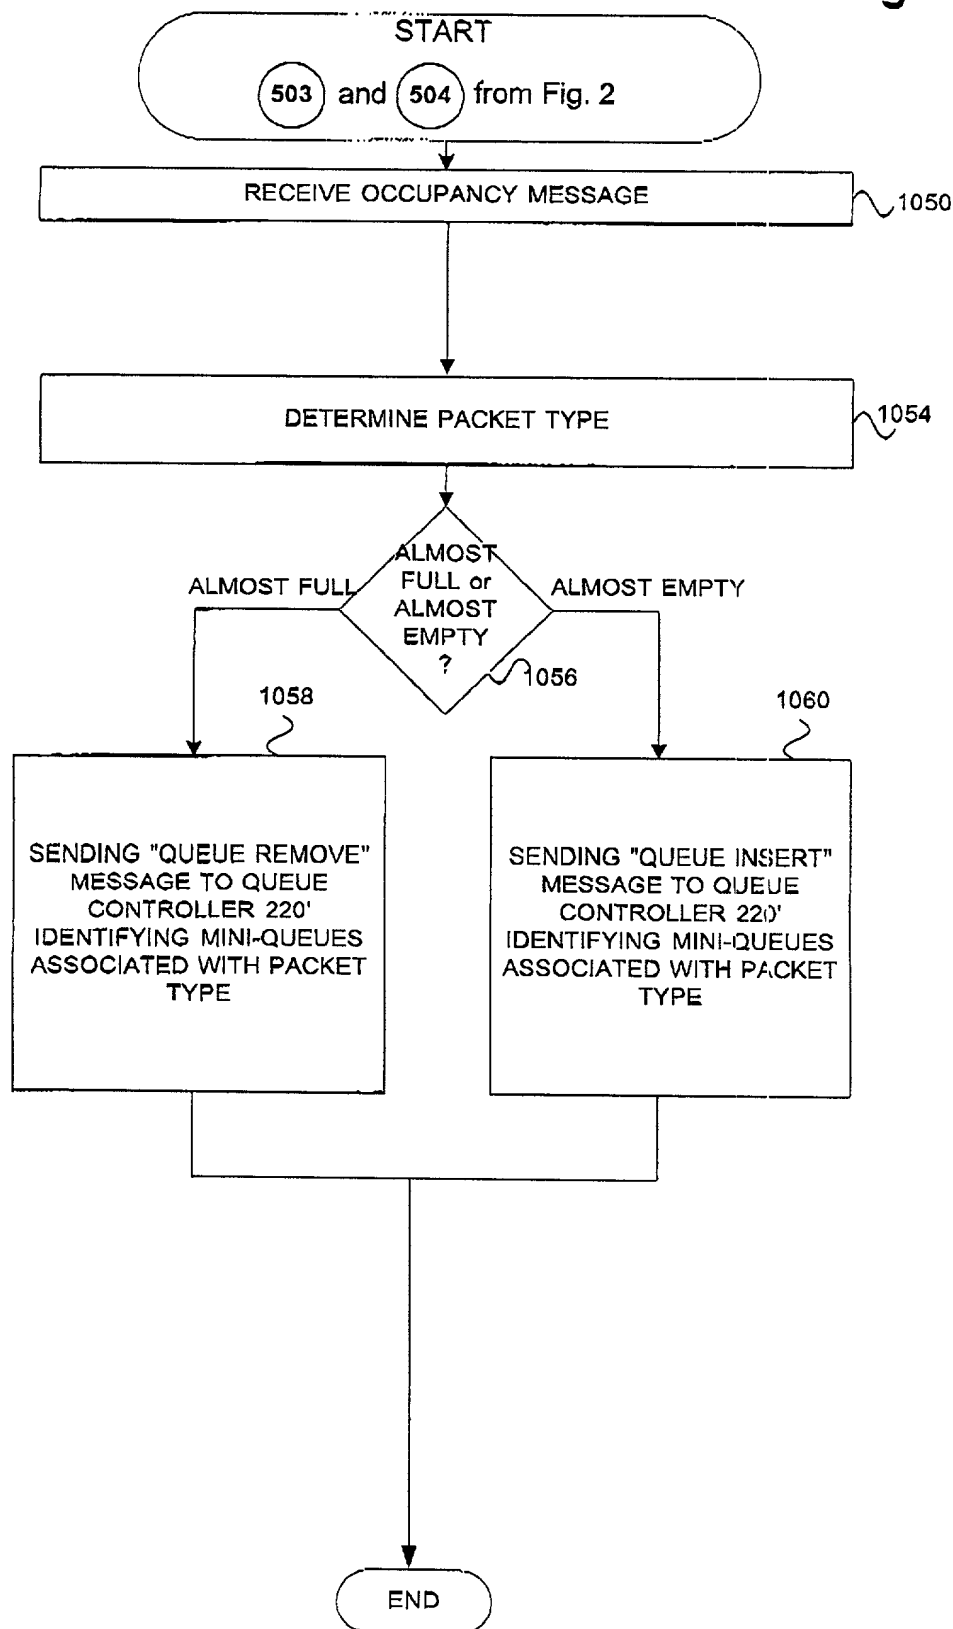 START
503 and 504 from Fig. 2
RECEIVE OCCUPANCY MESSAGE
1050
DETERMINE PACKET TYPE
1054
ALMOST
FULL or
ALMOST
EMPTY
?
ALMOST FULL
ALMOST EMPTY
1056
1058
1060
SENDING "QUEUE REMOVE"
MESSAGE TO QUEUE
CONTROLLER 220'
IDENTIFYING MINI-QUEUES
ASSOCIATED WITH PACKET
TYPE
SENDING "QUEUE INSERT"
MESSAGE TO QUEUE
CONTROLLER 220'
IDENTIFYING MINI-QUEUES
ASSOCIATED WITH PACKET
TYPE
END